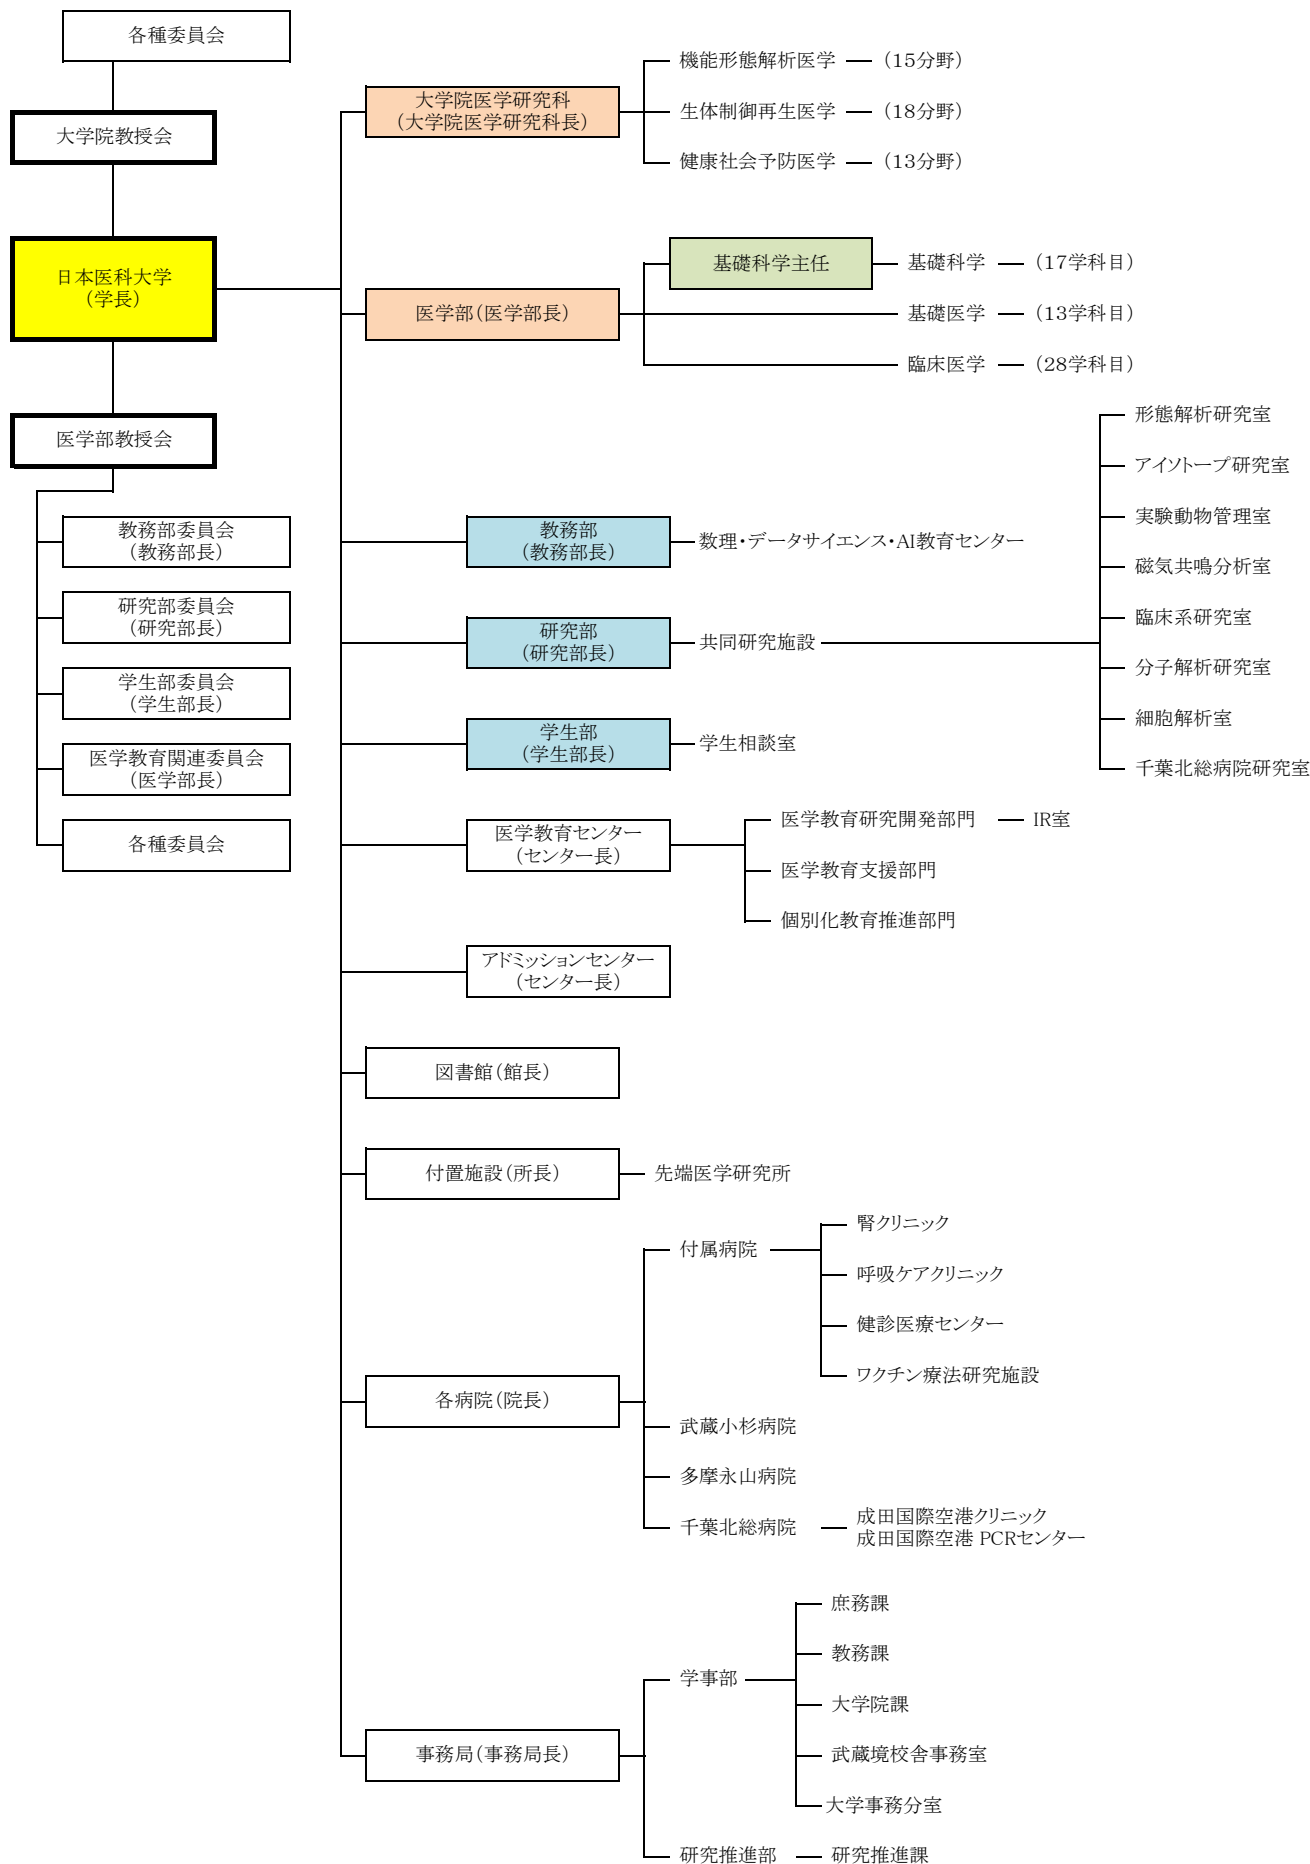 各種委員会
大学院教授会
日本医科大学
(学長)
医学部教授会
教務部委員会
(教務部長)
研究部委員会
(研究部長)
学生部委員会
(学生部長)
医学教育関連委員会
(医学部長)
各種委員会
大学院医学研究科
(大学院医学研究科長)
機能形態解析医学
(15分野)
生体制御再生医学
(18分野)
健康社会予防医学
(13分野)
医学部(医学部長)
基礎科学主任
基礎科学
(17学科目)
基礎医学
(13学科目)
臨床医学
(28学科目)
教務部
(教務部長)
数理・データサイエンス・AI教育センター
研究部
(研究部長)
共同研究施設
形態解析研究室
アイソトープ研究室
実験動物管理室
磁気共鳴分析室
臨床系研究室
分子解析研究室
細胞解析室
千葉北総病院研究室
学生部
(学生部長)
学生相談室
医学教育センター
(センター長)
医学教育研究開発部門
IR室
医学教育支援部門
個別化教育推進部門
アドミッションセンター
(センター長)
図書館(館長)
付置施設(所長)
先端医学研究所
各病院(院長)
付属病院
腎クリニック
呼吸ケアクリニック
健診医療センター
ワクチン療法研究施設
武蔵小杉病院
多摩永山病院
千葉北総病院
成田国際空港クリニック
成田国際空港 PCRセンター
事務局(事務局長)
学事部
庶務課
教務課
大学院課
武蔵境校舎事務室
大学事務分室
研究推進部
研究推進課